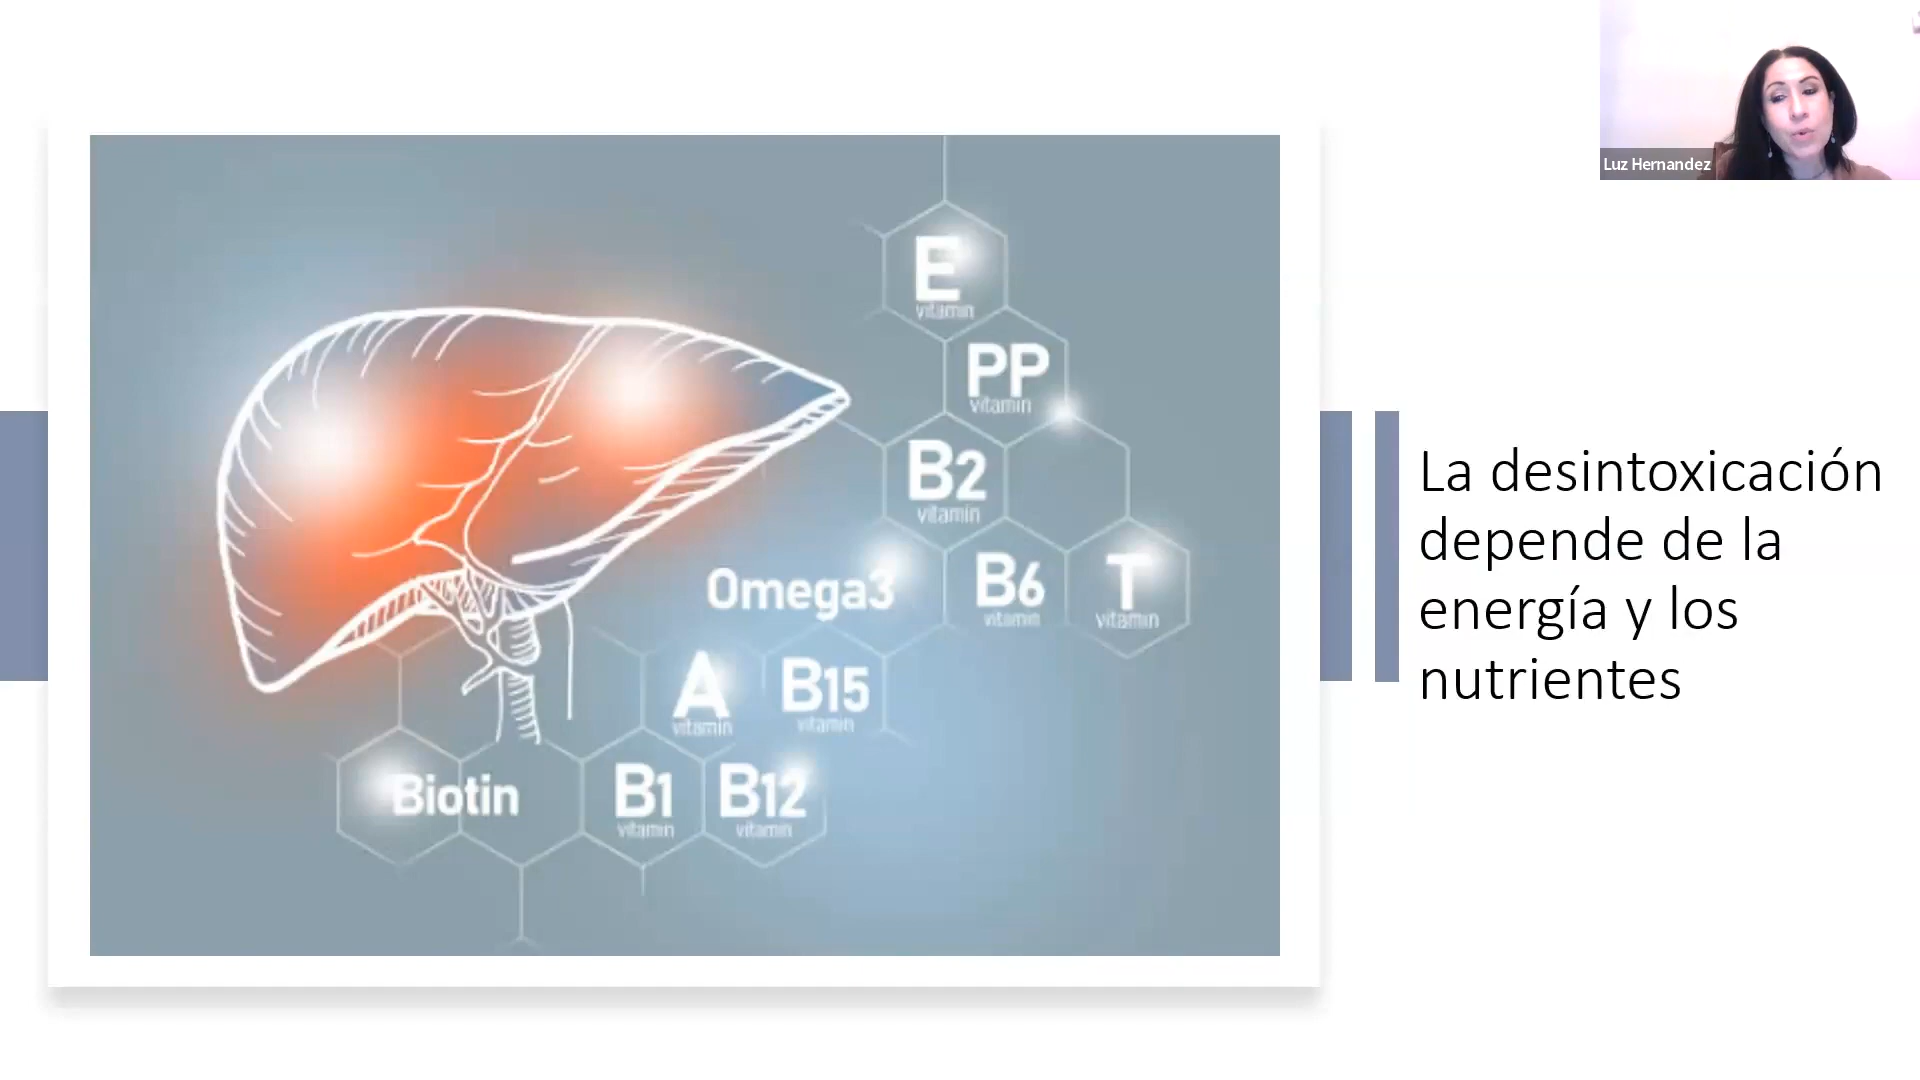 Luz Hernandez
E
vitamin
PP
vitamin
B2
vitamin
Omega3
B6
vitamin
T
vitamin
A
vitamin
B15
vitamin
Biotin
B1
vitamin
B12
vitamin
La desintoxicación
depende de la
energía y los
nutrientes